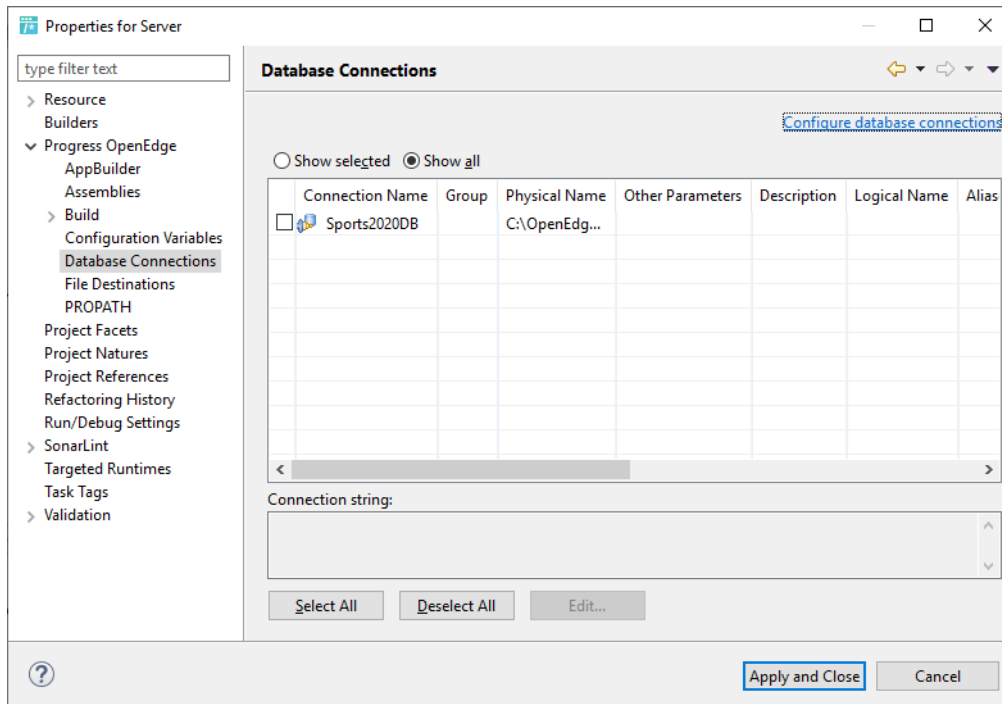 Properties for Server
type filter text
Resource
Builders
Progress OpenEdge
AppBuilder
Assemblies
Build
Configuration Variables
Database Connections
File Destinations
PROPATH
Project Facets
Project Natures
Project References
Refactoring History
Run/Debug Settings
SonarLint
Targeted Runtimes
Task Tags
Validation
Database Connections
Configure database connections
Show selected Show all
Connection Name Group Physical Name Other Parameters Description Logical Name Alias
Sports2020DB C:\OpenEdg...
Connection string:
Select All Deselect All Edit...
Apply and Close Cancel